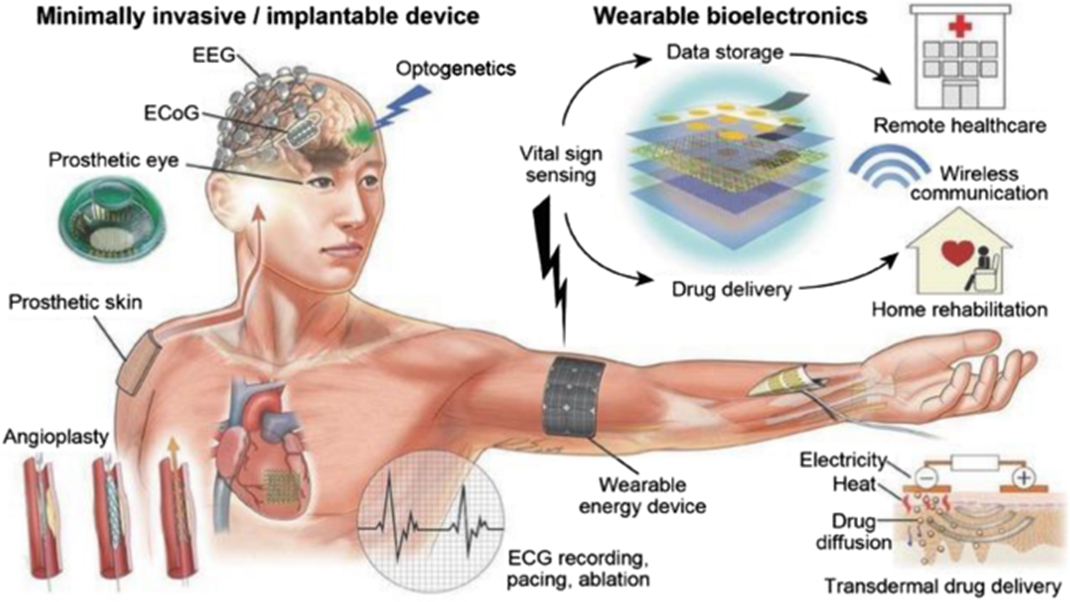 Minimally invasive / implantable device
EEG
ECoG
Optogenetics
Prosthetic eye
Prosthetic skin
Angioplasty
ECG recording,
pacing, ablation
Wearable bioelectronics
Data storage
Vital sign
sensing
Drug delivery
Remote healthcare
Wireless
communication
Home rehabilitation
Wearable
energy device
Electricity
−
+
Heat
Drug
diffusion
Transdermal drug delivery